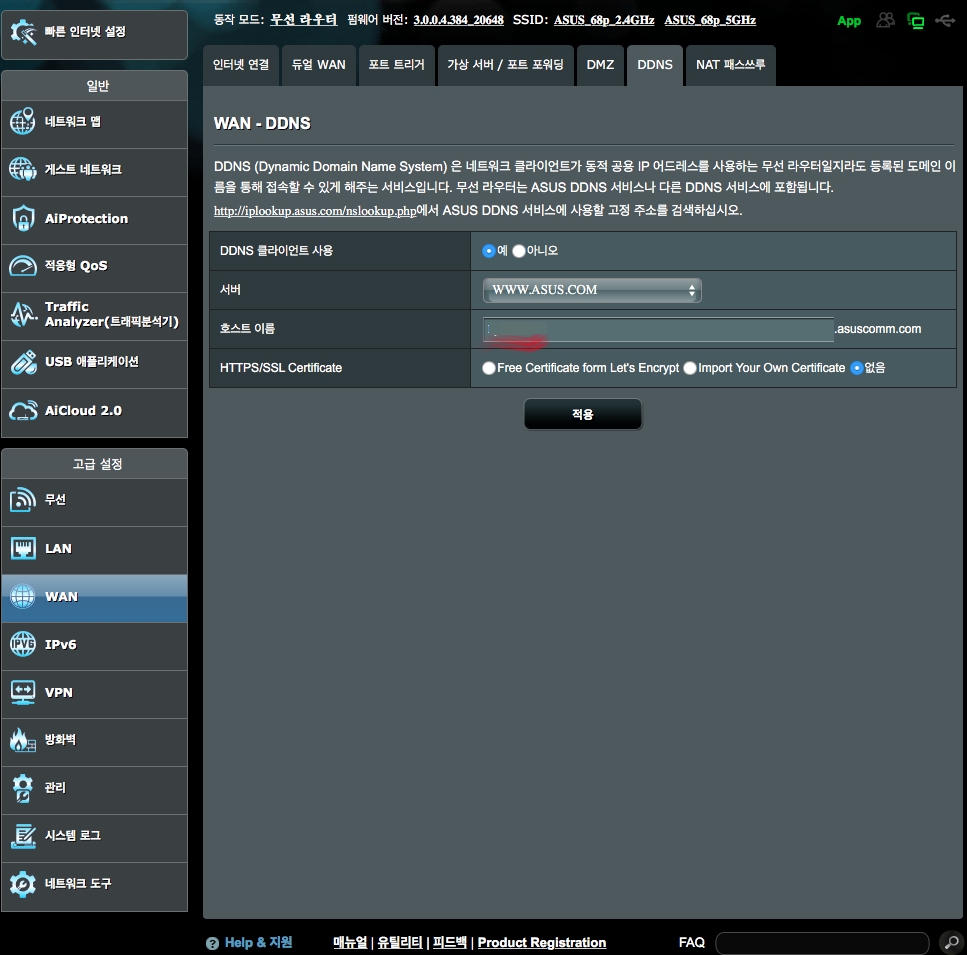 빠른 인터넷 설정
동작 모드: 무선 라우터 펌웨어 버전: 3.0.0.4.384_20648 SSID: ASUS_68p_2.4GHz ASUS_68p_5GHz
App
일반
네트워크 맵
게스트 네트워크
AiProtection
적응형 QoS
Traffic
Analyzer(트래픽분석기)
USB 애플리케이션
AiCloud 2.0
고급 설정
무선
LAN
WAN
IPv6
VPN
방화벽
관리
시스템 로그
네트워크 도구
인터넷 연결 듀얼 WAN 포트 트리거 가상 서버 / 포트 포워딩 DMZ DDNS NAT 패스쓰루
WAN - DDNS
DDNS (Dynamic Domain Name System) 은 네트워크 클라이언트가 동적 공용 IP 어드레스를 사용하는 무선 라우터일지라도 등록된 도메인 이
름을 통해 접속할 수 있게 해주는 서비스입니다. 무선 라우터는 ASUS DDNS 서비스나 다른 DDNS 서비스에 포함됩니다.
http://iplookup.asus.com/nslookup.php에서 ASUS DDNS 서비스에 사용할 고정 주소를 검색하십시오.
DDNS 클라이언트 사용 예 아니오
서버 WWW.ASUS.COM
호스트 이름 .asuscomm.com
HTTPS/SSL Certificate Free Certificate form Let's Encrypt Import Your Own Certificate 없음
적용
Help & 지원 매뉴얼 | 유틸리티 | 피드백 | Product Registration FAQ